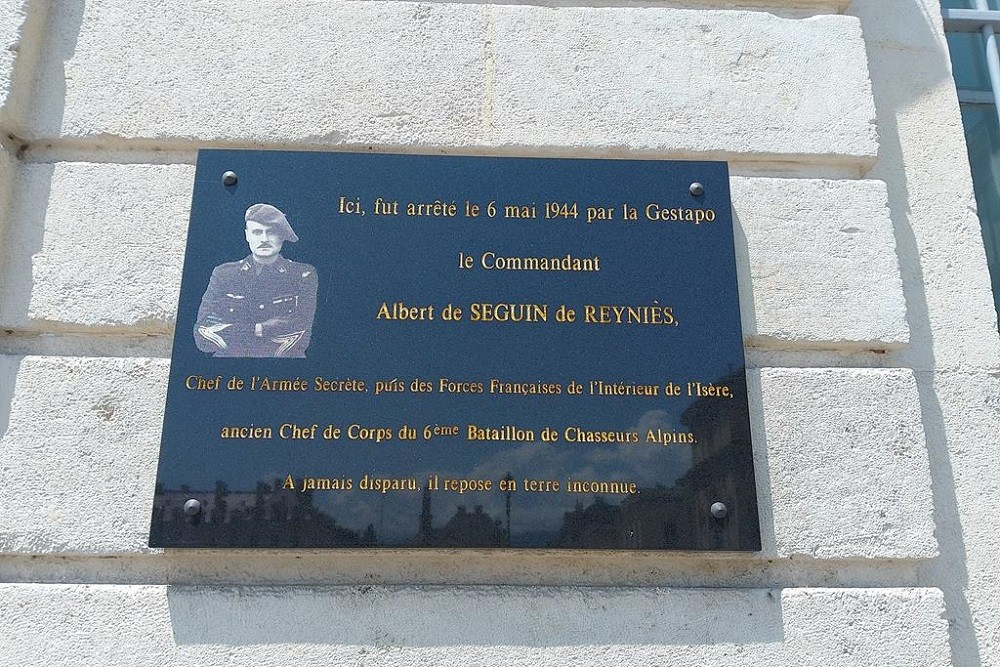 Ici, fut arrêté le 6 mai 1944 par la Gestapo
le Commandant
Albert de SEGUIN de REYNIÈS,
Chef de l'Armée Secrète, puis des Forces Françaises de l'Intérieur de l'Isère,
ancien Chef de Corps du 6ème Bataillon de Chasseurs Alpins.
A jamais disparu, il repose en terre inconnue.